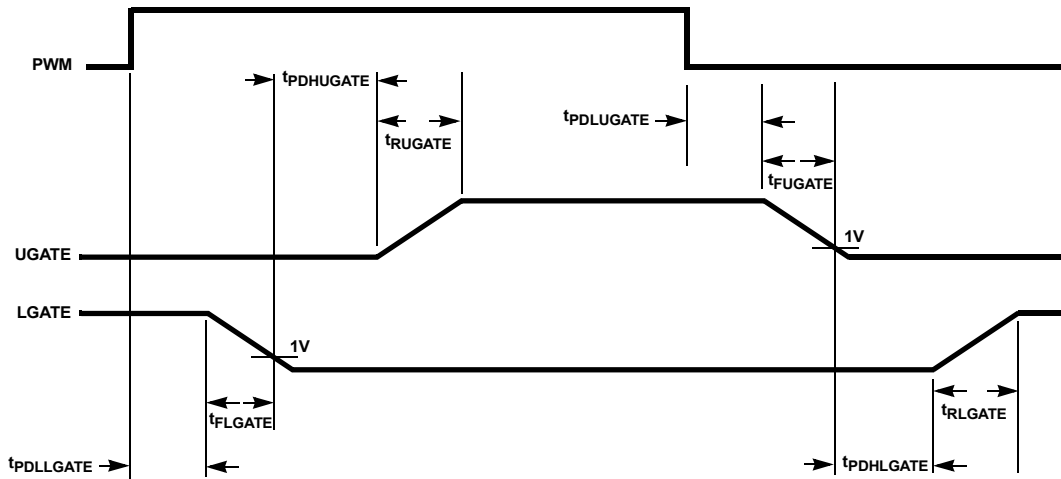 PWM
tPDHUGATE
tRUGATE
tPDLUGATE
tFUGATE
1V
UGATE
LGATE
1V
tFLGATE
tRLGATE
tPDLLGATE
tPDHLGATE